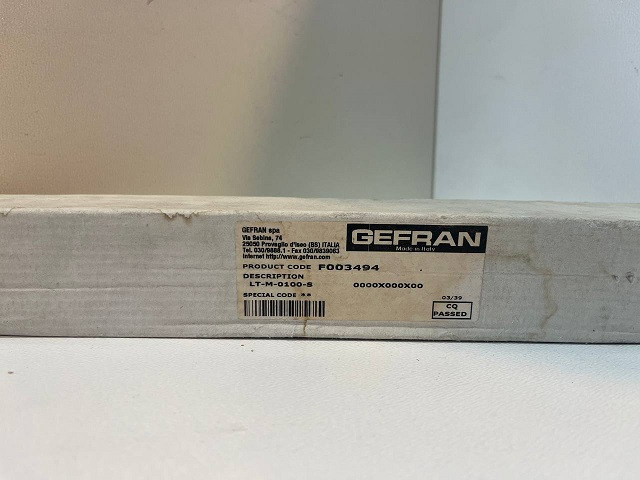 GEFRAN spa
Via Sebina, 74
25050 Provaglio d'Iseo (BS) ITALIA
Tel. 030/9888.1 - Fax 030/9839063
Internet http://www.gefran.com
GEFRAN
Made in Italy
PRODUCT CODE F003494
DESCRIPTION
LT-M-0100-S 0000X000X00
SPECIAL CODE **
03/39
CQ
PASSED